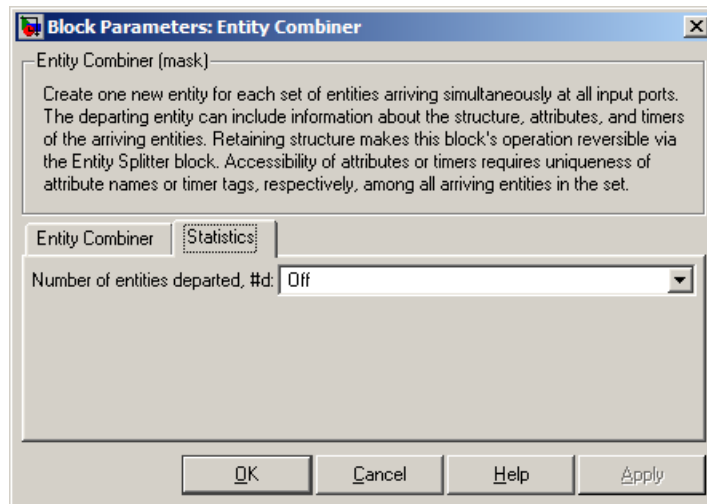 Block Parameters: Entity Combiner
Entity Combiner (mask)
Create one new entity for each set of entities arriving simultaneously at all input ports.
The departing entity can include information about the structure, attributes, and timers
of the arriving entities. Retaining structure makes this block's operation reversible via
the Entity Splitter block. Accessibility of attributes or timers requires uniqueness of
attribute names or timer tags, respectively, among all arriving entities in the set.
Entity Combiner Statistics
Number of entities departed, #d: Off
OK Cancel Help Apply